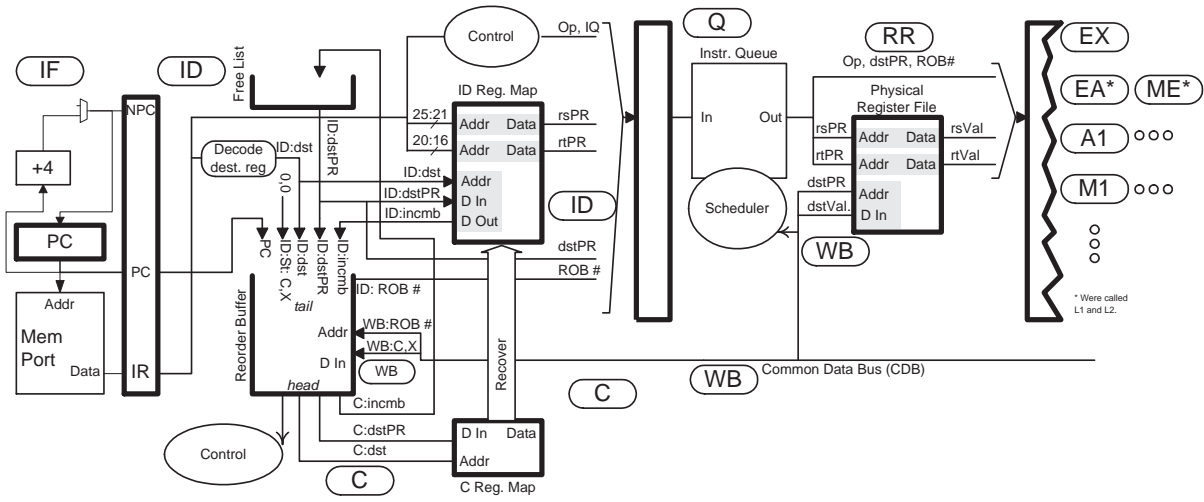 IF
ID
Free List
Control
Op, IQ
Q
Instr. Queue
RR
Op, dstPR, ROB#
Physical
Register File
EX
EA*
ME*
A1
M1
NPC
+4
PC
Addr
Mem
Port
Data
PC
IR
Decode
dest. reg
ID:dst
ID:dstPR
25:21
20:16
ID Reg. Map
Addr
Data
rsPR
Addr
Data
rtPR
ID:dst
Addr
ID:dstPR
D In
ID:incmb
D Out
ID
dstPR
ROB #
In
Out
Scheduler
rsPR
Addr
Data
rsVal
rtPR
Addr
Data
rtVal
dstPR
Addr
dstVal.
D In
WB
* Were called
L1 and L2.
0,0
PC
ID:St: C,X
ID:dst
ID:dstPR
ID:incmb
tail
ID: ROB #
Reorder Buffer
Addr
WB:ROB #
WB:C,X
D In
WB
head
Recover
WB
Common Data Bus (CDB)
C
C:incmb
C:dstPR
C:dst
Control
C
D In
Data
Addr
C Reg. Map